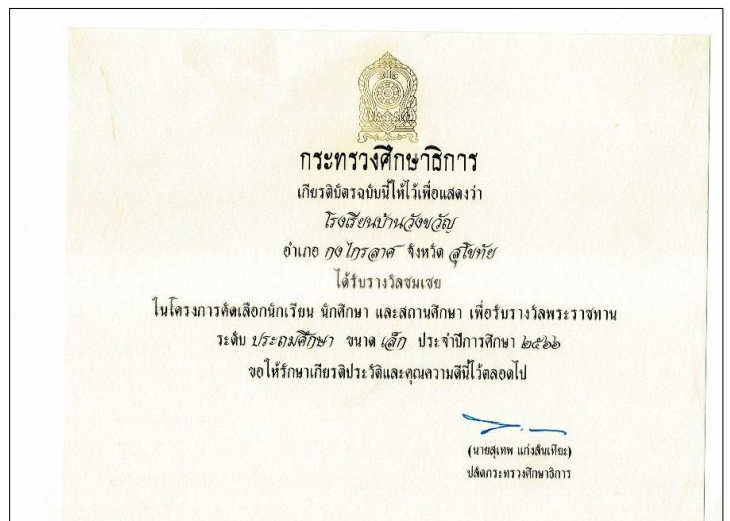 กระทรวงศึกษาธิการ
เกียรติบัตรฉบับนี้ให้ไว้เพื่อแสดงว่า
โรงเรียนบ้านวังขวัญ
อำเภอ กงไกรลาศ จังหวัด สุโขทัย
ได้รับรางวัลชมเชย
ในโครงการคัดเลือกนักเรียน นักศึกษา และสถานศึกษา เพื่อรับรางวัลพระราชทาน
ระดับ ประถมศึกษา ขนาด เล็ก ประจำปีการศึกษา ๒๕๖๖
ขอให้รักษาเกียรติประวัติและคุณความดีนี้ไว้ตลอดไป
(นายสุเทพ แก่งสันเทียะ)
ปลัดกระทรวงศึกษาธิการ